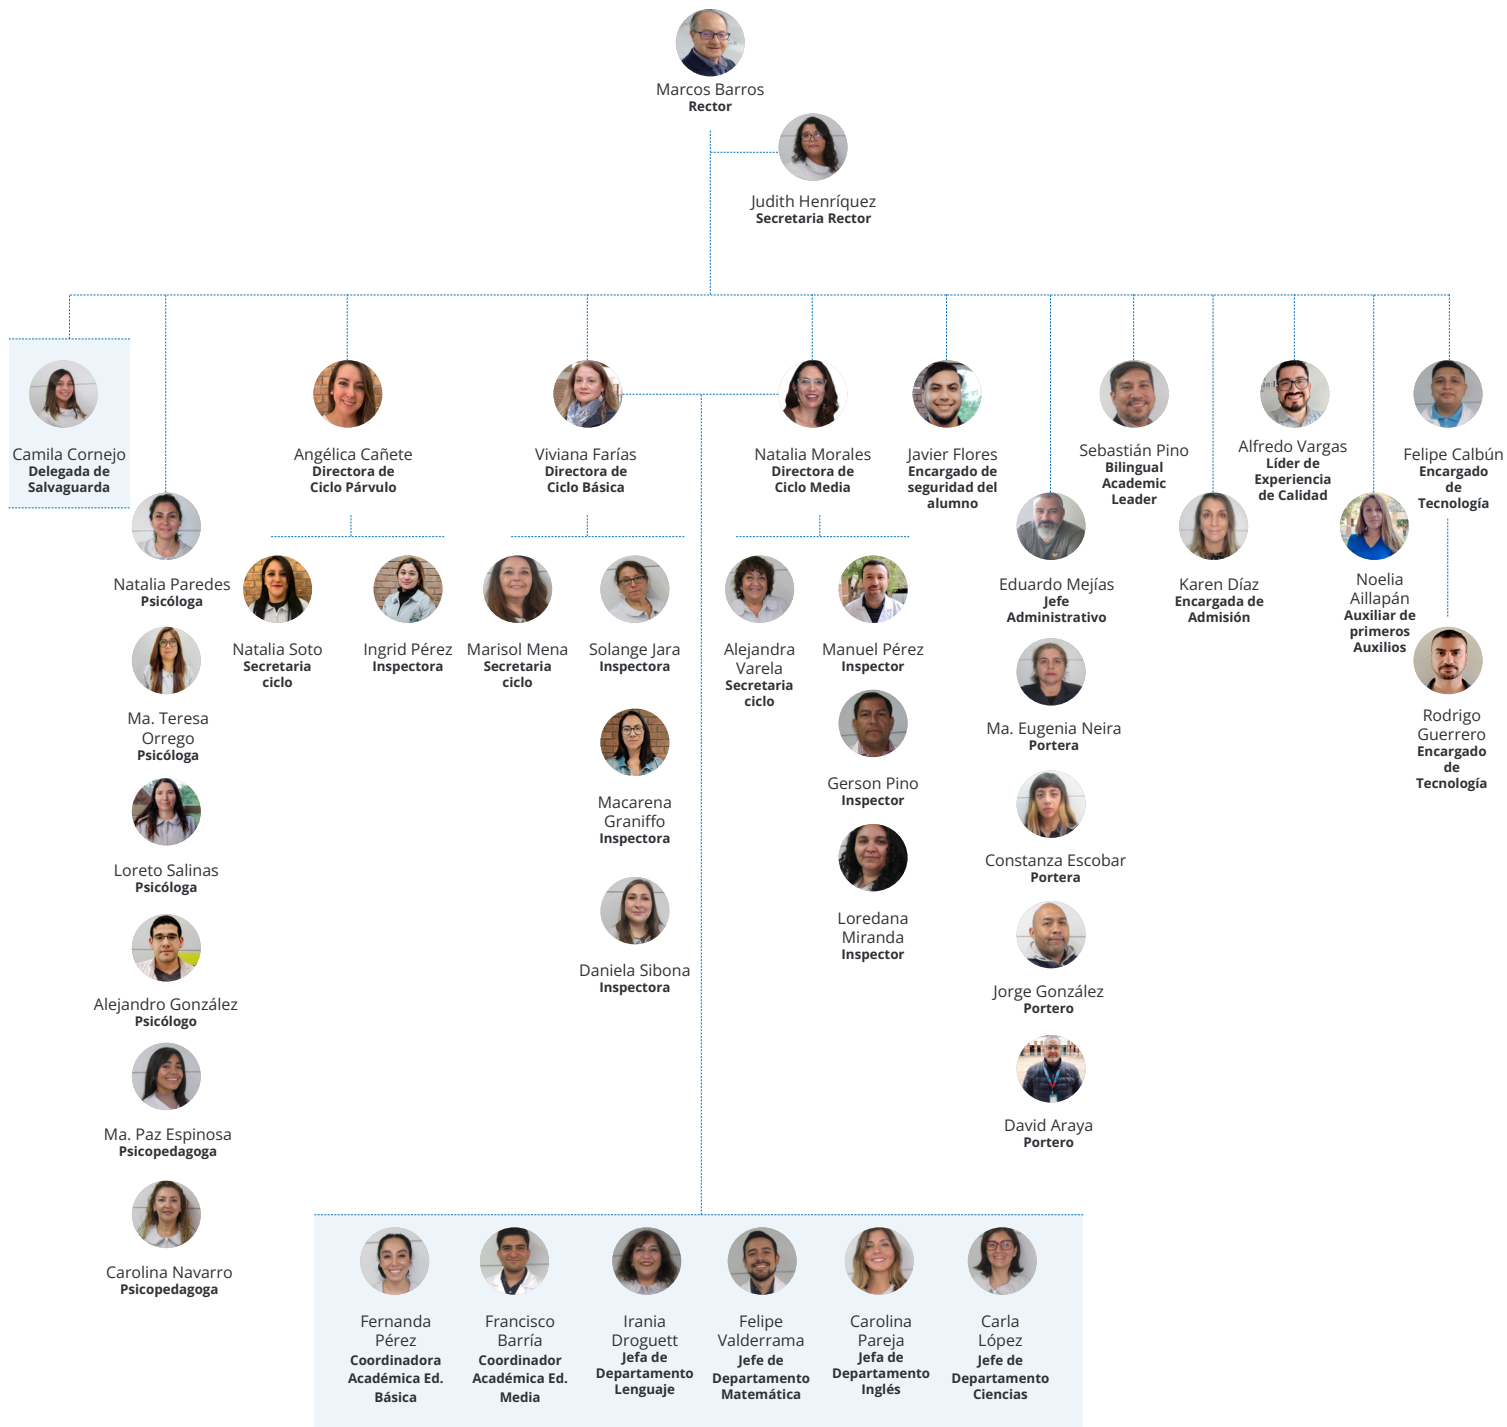 Marcos Barros
Rector
Judith Henríquez
Secretaria Rector
Camila Cornejo
Delegada de
Salvaguarda
Angélica Cañete
Directora de
Ciclo Párvulo
Viviana Farías
Directora de
Ciclo Básica
Natalia Morales
Directora de
Ciclo Media
Javier Flores
Encargado de
seguridad del
alumno
Sebastián Pino
Bilingual
Academic
Leader
Alfredo Vargas
Líder de
Experiencia
de Calidad
Felipe Calbún
Encargado
de
Tecnología
Natalia Paredes
Psicóloga
Eduardo Mejías
Jefe
Administrativo
Karen Díaz
Encargada de
Admisión
Noelia
Aillapán
Auxiliar de
primeros
Auxilios
Natalia Soto
Secretaria
ciclo
Ingrid Pérez
Inspectora
Marisol Mena
Secretaria
ciclo
Solange Jara
Inspectora
Alejandra
Varela
Secretaria
ciclo
Manuel Pérez
Inspector
Ma. Teresa
Orrego
Psicóloga
Ma. Eugenia Neira
Portera
Rodrigo
Guerrero
Encargado
de
Tecnología
Macarena
Graniffo
Inspectora
Gerson Pino
Inspector
Loreto Salinas
Psicóloga
Constanza Escobar
Portera
Loredana
Miranda
Inspector
Daniela Sibona
Inspectora
Alejandro González
Psicólogo
Jorge González
Portero
Ma. Paz Espinosa
Psicopedagoga
David Araya
Portero
Carolina Navarro
Psicopedagoga
Fernanda
Pérez
Coordinadora
Académica Ed.
Básica
Francisco
Barría
Coordinador
Académica Ed.
Media
Irania
Droguett
Jefa de
Departamento
Lenguaje
Felipe
Valderrama
Jefe de
Departamento
Matemática
Carolina
Pareja
Jefa de
Departamento
Inglés
Carla
López
Jefe de
Departamento
Ciencias